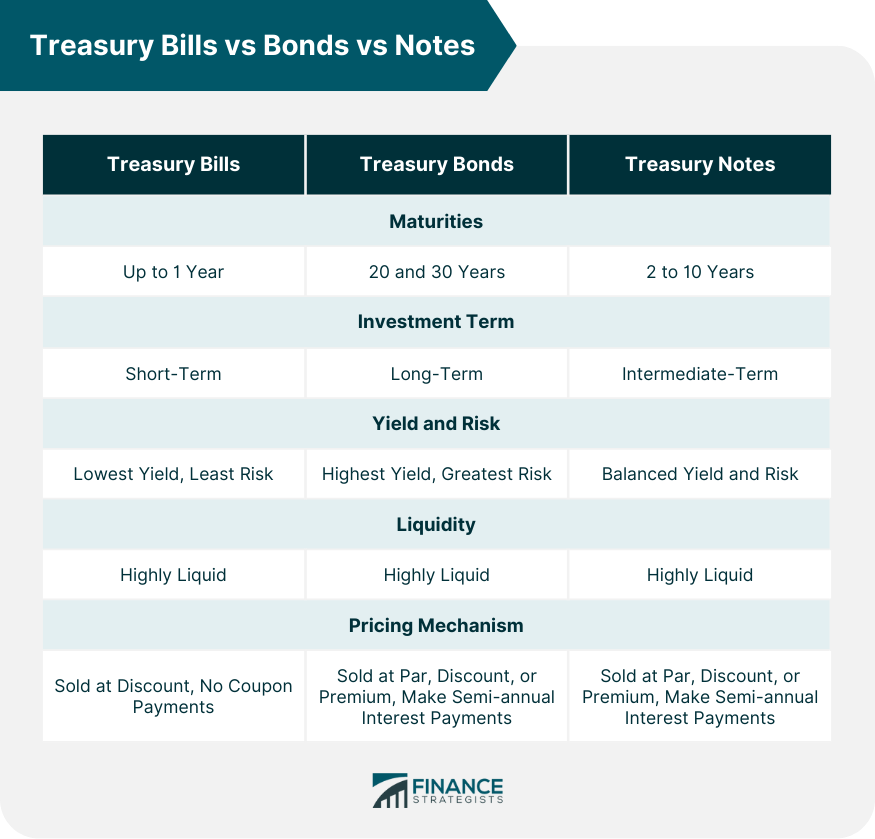 Treasury Bills vs Bonds vs Notes
Treasury Bills
Treasury Bonds
Treasury Notes
Maturities
Up to 1 Year
20 and 30 Years
2 to 10 Years
Investment Term
Short-Term
Long-Term
Intermediate-Term
Yield and Risk
Lowest Yield, Least Risk
Highest Yield, Greatest Risk
Balanced Yield and Risk
Liquidity
Highly Liquid
Highly Liquid
Highly Liquid
Pricing Mechanism
Sold at Discount, No Coupon
Payments
Sold at Par, Discount, or
Premium, Make Semi-annual
Interest Payments
Sold at Par, Discount, or
Premium, Make Semi-annual
Interest Payments
FINANCE
STRATEGISTS